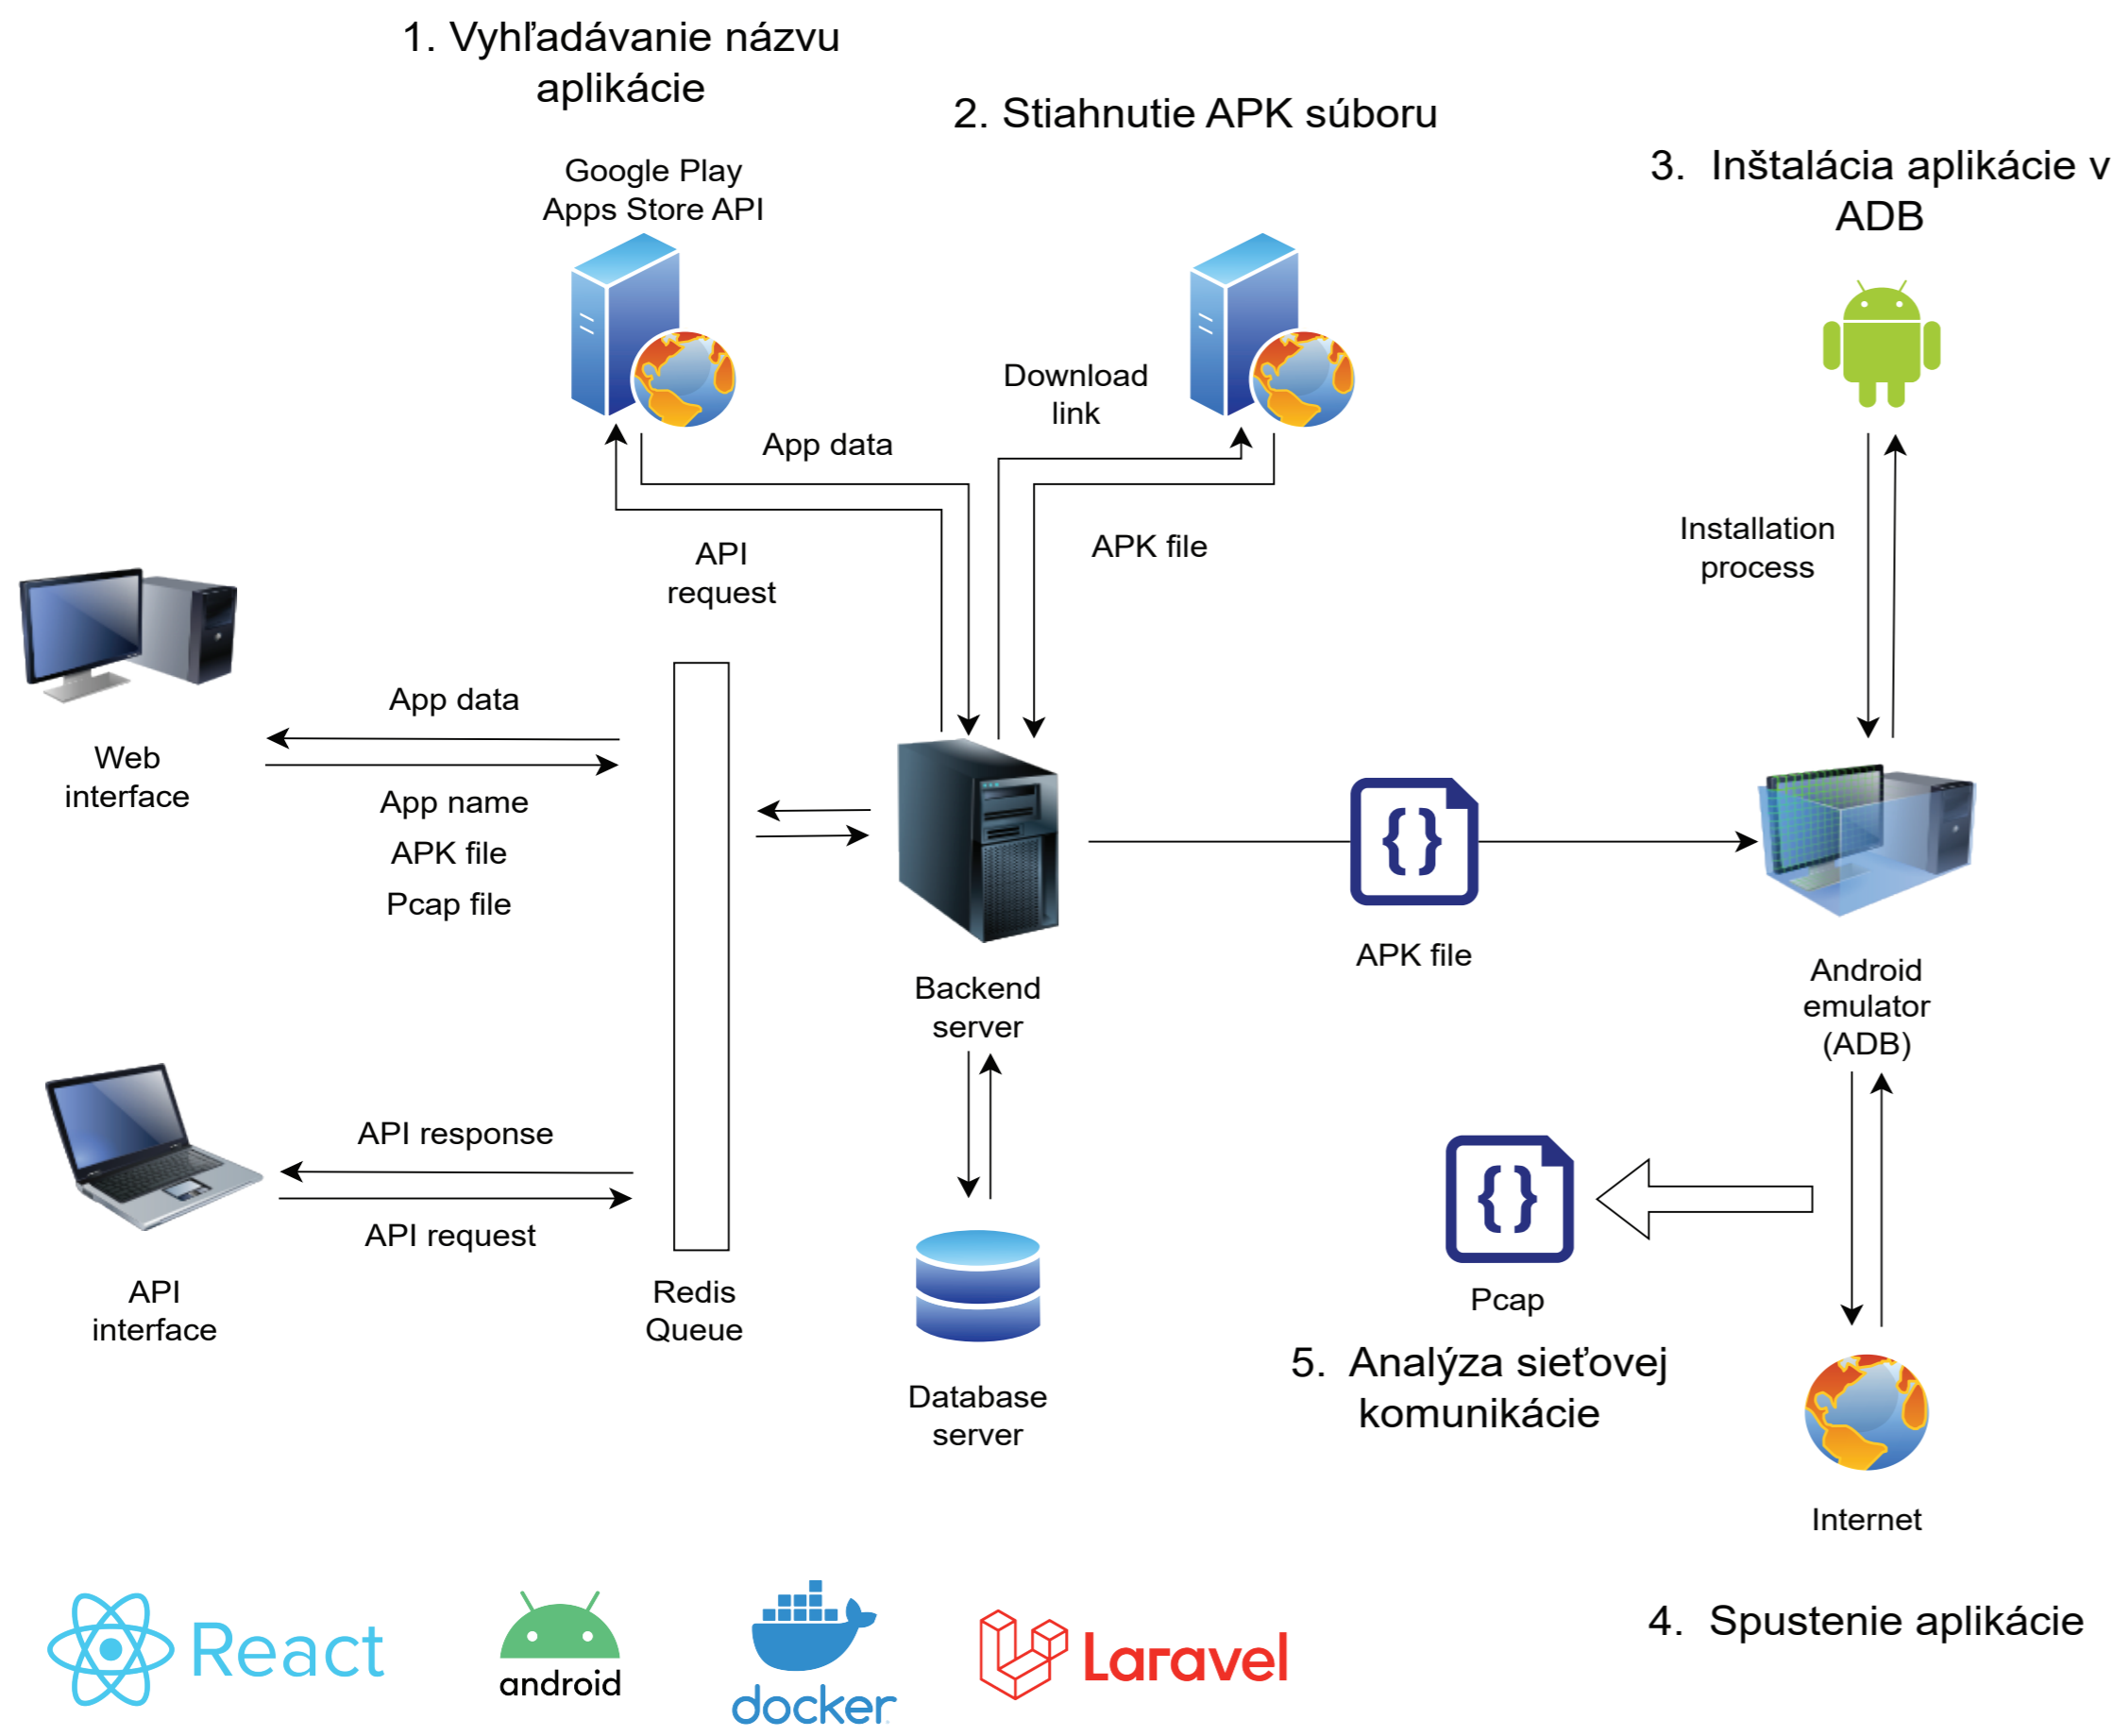 1. Vyhľadávanie názvu
aplikácie
2. Stiahnutie APK súboru
3. Inštalácia aplikácie v
ADB
Google Play
Apps Store API
Download
link
App data
API
request
APK file
Installation
process
Web
interface
App data
App name
APK file
Pcap file
Backend
server
APK file
Android
emulator
(ADB)
API response
API request
API
interface
Redis
Queue
Database
server
Pcap
5. Analýza sieťovej
komunikácie
Internet
4. Spustenie aplikácie
React
android
docker
Laravel